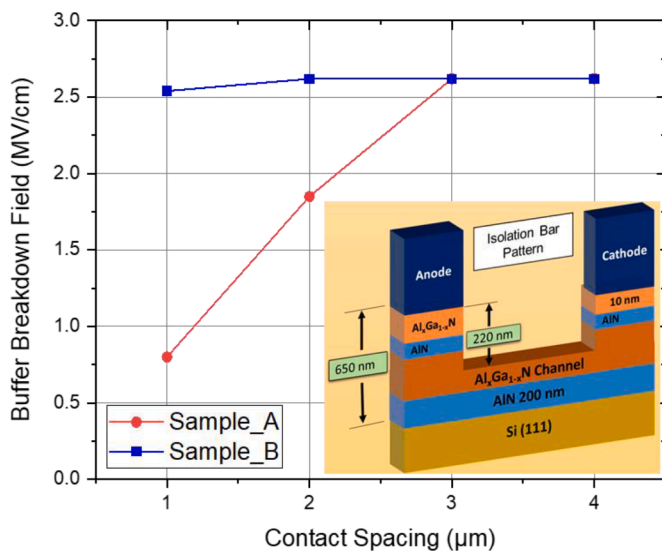 Buffer Breakdown Field (MV/cm)
3.0
2.5
2.0
1.5
1.0
0.5
0.0
1
2
3
4
Contact Spacing (µm)
Sample_A
Sample_B
Isolation Bar
Pattern
Anode
Cathode
AlₓGa₁₋ₓN
10 nm
AlN
AlN
220 nm
650 nm
AlₓGa₁₋ₓN Channel
AlN 200 nm
Si (111)